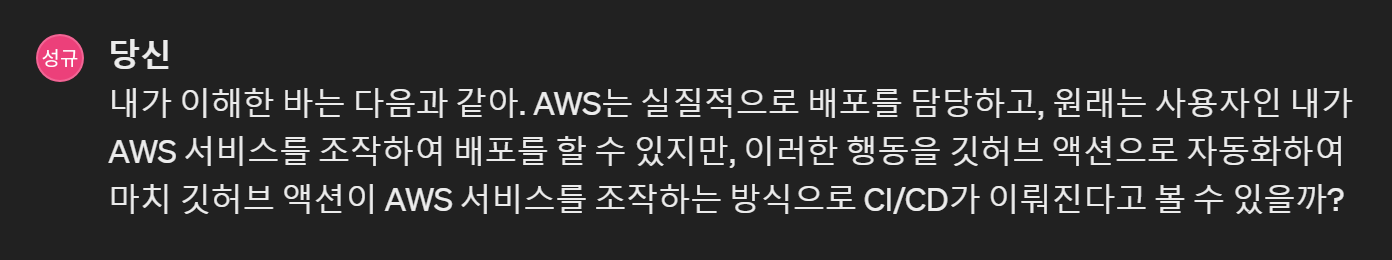 성규
당신
내가 이해한 바는 다음과 같아. AWS는 실질적으로 배포를 담당하고, 원래는 사용자인 내가
AWS 서비스를 조작하여 배포를 할 수 있지만, 이러한 행동을 깃허브 액션으로 자동화하여
마치 깃허브 액션이 AWS 서비스를 조작하는 방식으로 CI/CD가 이뤄진다고 볼 수 있을까?